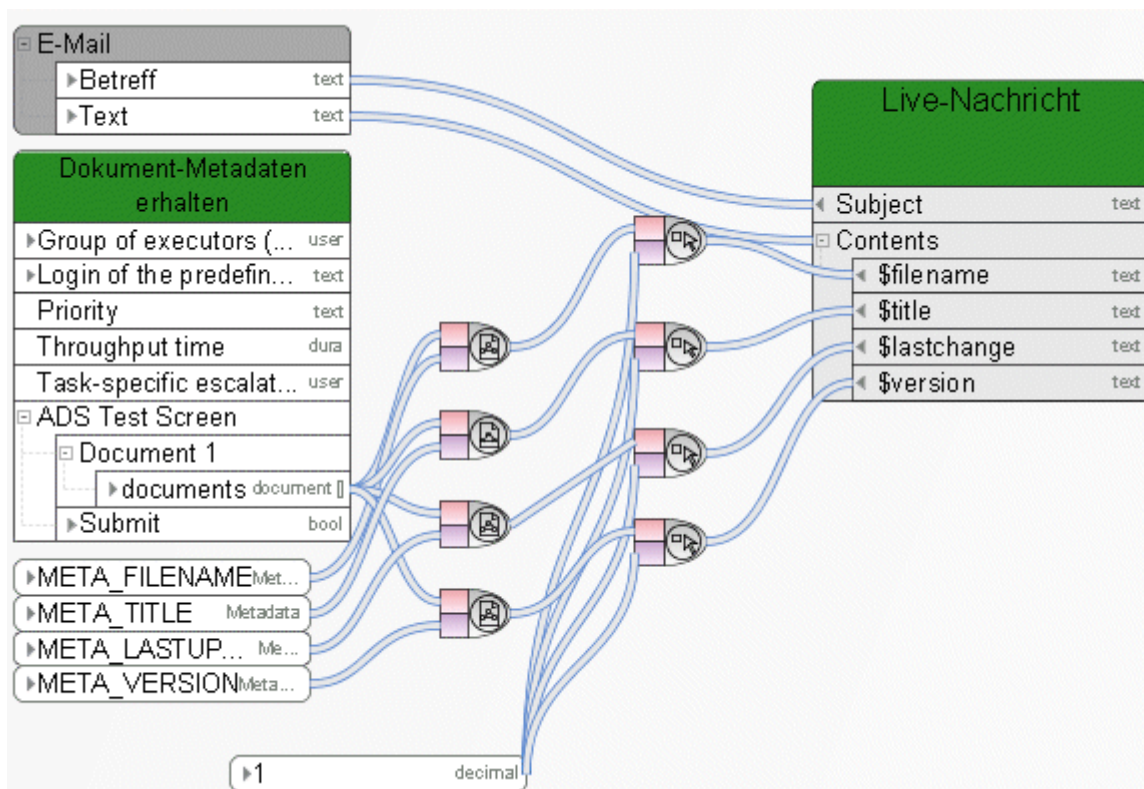 E-Mail
Betreff text
Text text
Dokument-Metadaten
erhalten
Group of executors (... user
Login of the predefin... text
Priority text
Throughput time dura
Task-specific escalat... user
ADS Test Screen
Document 1
documents document []
Submit bool
META_FILENAME Met...
META_TITLE Metadata
META_LASTUP... Me...
META_VERSION Meta...
1 decimal
Live-Nachricht
Subject text
Contents
$filename text
$title text
$lastchange text
$version text